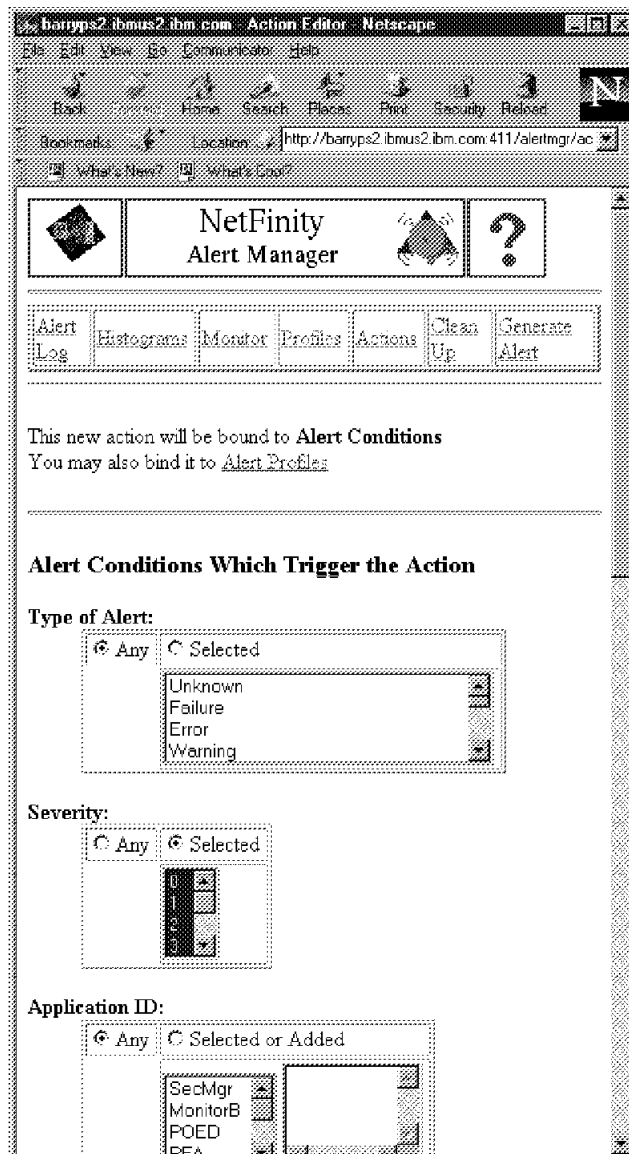 barryps2.ibmus2.ibm.com - Action Editor - Netscape
File Edit View Go Communicator Help
Back Forward Home Search Places Print Security Reload
N
Bookmarks Location: http://barryps2.ibmus2.ibm.com:411/alertmgr/ac
What's New? What's Cool?
NetFinity
Alert Manager
?
Alert Log Histograms Monitor Profiles Actions Clean Up Generate Alert
This new action will be bound to Alert Conditions
You may also bind it to Alert Profiles
Alert Conditions Which Trigger the Action
Type of Alert:
Any Selected
Unknown
Failure
Error
Warning
Severity:
Any Selected
0
1
2
3
Application ID:
Any Selected or Added
SecMgr
MonitorB
POED
PFA